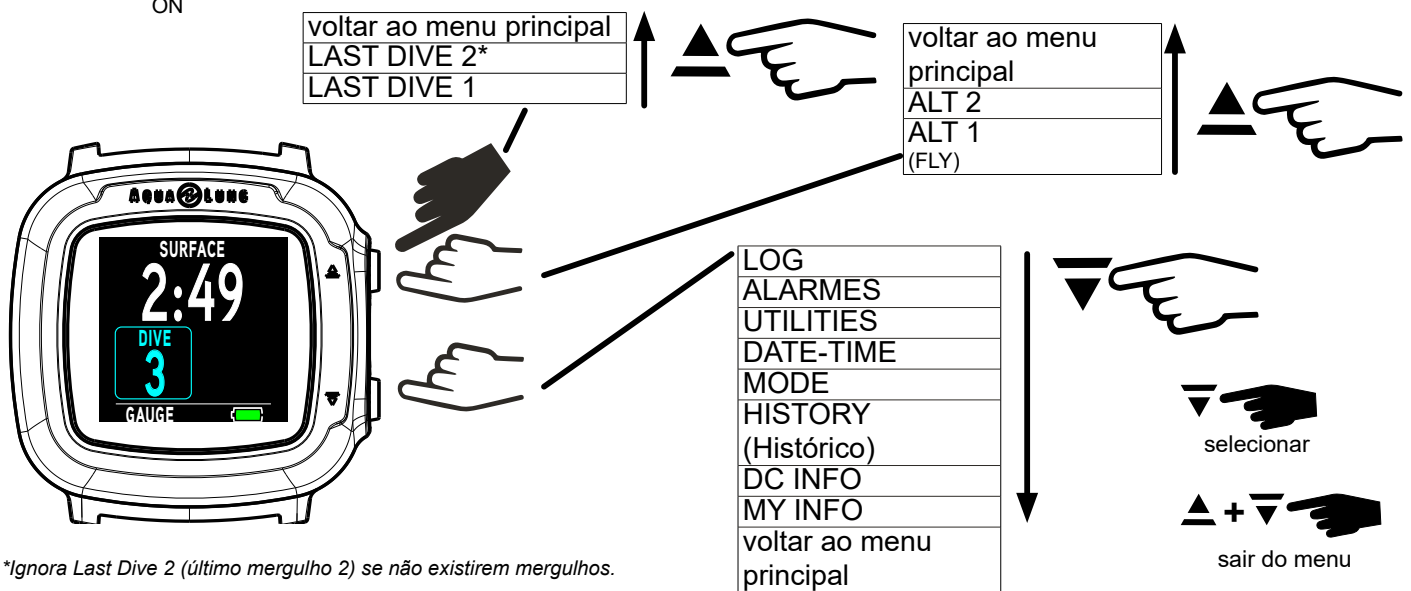 ON
voltar ao menu principal
LAST DIVE 2*
LAST DIVE 1
voltar ao menu
principal
ALT 2
ALT 1
(FLY)
AQUA LUNG
SURFACE
2:49
DIVE
3
GAUGE
LOG
ALARMES
UTILITIES
DATE-TIME
MODE
HISTORY
(Histórico)
DC INFO
MY INFO
voltar ao menu
principal
selecionar
+
sair do menu
*Ignora Last Dive 2 (último mergulho 2) se não existirem mergulhos.